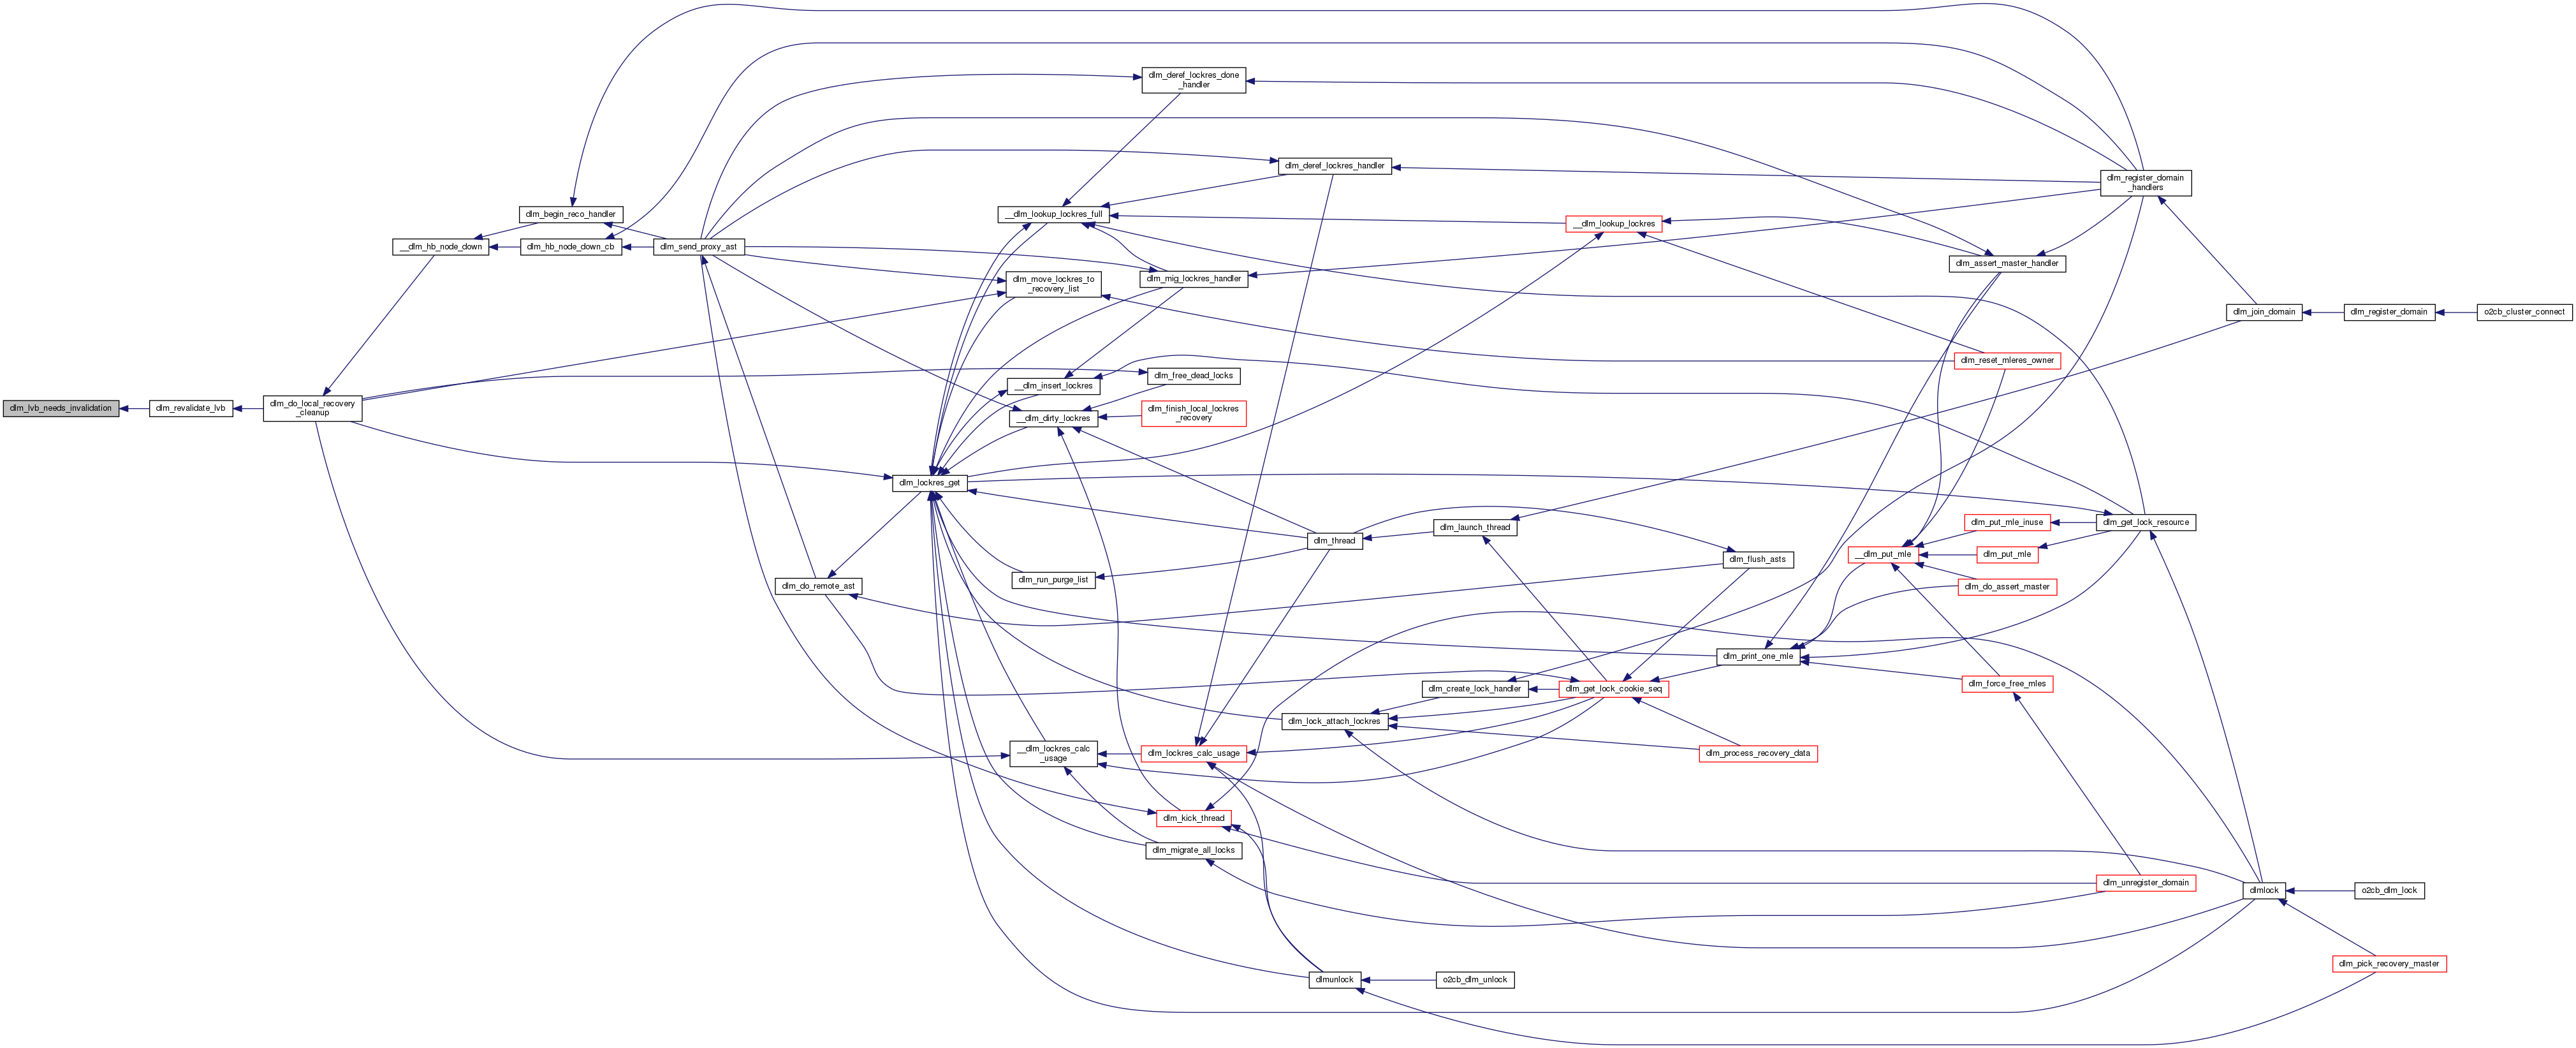 dlm_deref_lockres_done
_handler
dlm_deref_lockres_handler
dlm_register_domain
_handlers
dlm_begin_reco_handler
__dlm_lookup_lockres_full
__dlm_lookup_lockres
__dlm_hb_node_down
dlm_hb_node_down_cb
dlm_send_proxy_ast
dlm_assert_master_handler
dlm_move_lockres_to
_recovery_list
dlm_mig_lockres_handler
dlm_join_domain
dlm_register_domain
o2cb_cluster_connect
dlm_reset_mleres_owner
dlm_free_dead_locks
__dlm_insert_lockres
dlm_lvb_needs_invalidation
dlm_revalidate_lvb
dlm_do_local_recovery
_cleanup
dlm_finish_local_lockres
_recovery
__dlm_dirty_lockres
dlm_lockres_get
dlm_launch_thread
dlm_put_mle_inuse
dlm_get_lock_resource
dlm_thread
dlm_flush_asts
__dlm_put_mle
dlm_put_mle
dlm_do_remote_ast
dlm_run_purge_list
dlm_do_assert_master
dlm_print_one_mle
dlm_create_lock_handler
dlm_get_lock_cookie_seq
dlm_force_free_mles
dlm_lock_attach_lockres
__dlm_lockres_calc
_usage
dlm_lockres_calc_usage
dlm_process_recovery_data
dlm_kick_thread
dlm_migrate_all_locks
dlm_unregister_domain
dlmlock
o2cb_dlm_lock
dlm_pick_recovery_master
dlmunlock
o2cb_dlm_unlock